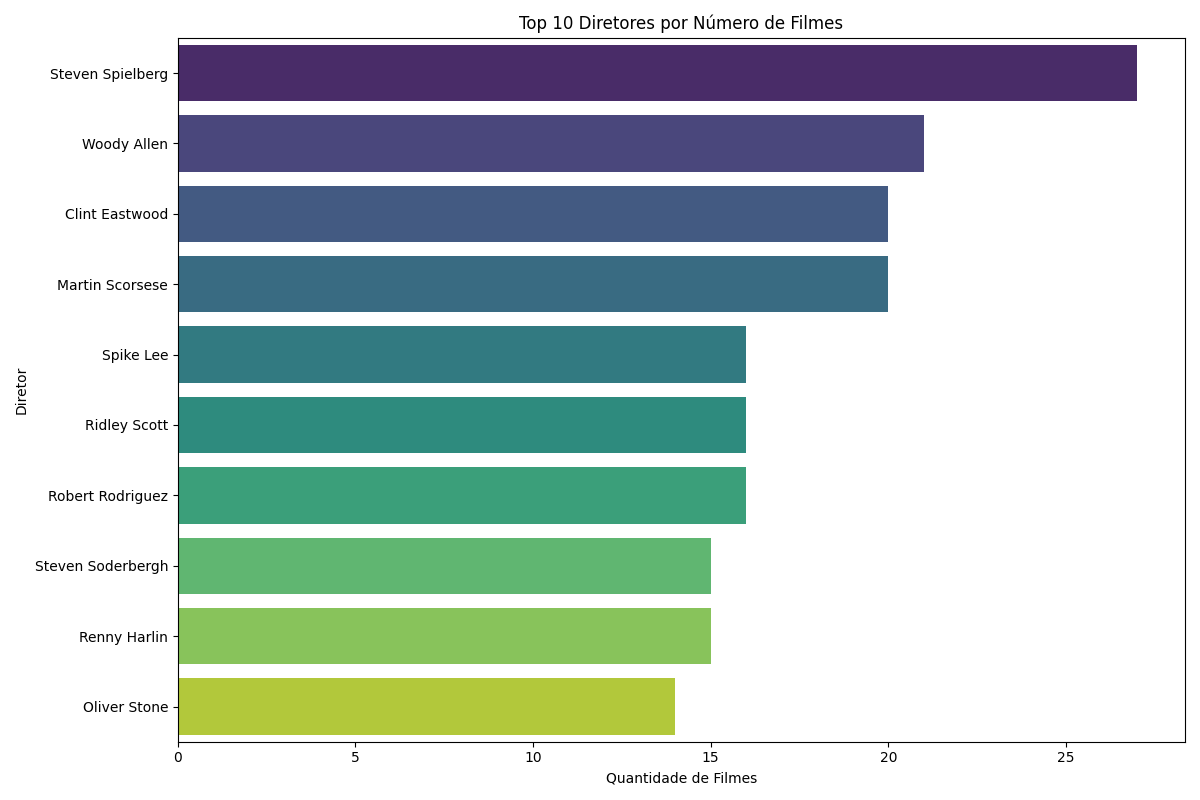 Top 10 Diretores por Número de Filmes
Steven Spielberg
Woody Allen
Clint Eastwood
Martin Scorsese
Spike Lee
Ridley Scott
Robert Rodriguez
Steven Soderbergh
Renny Harlin
Oliver Stone
Diretor
0 5 10 15 20 25
Quantidade de Filmes